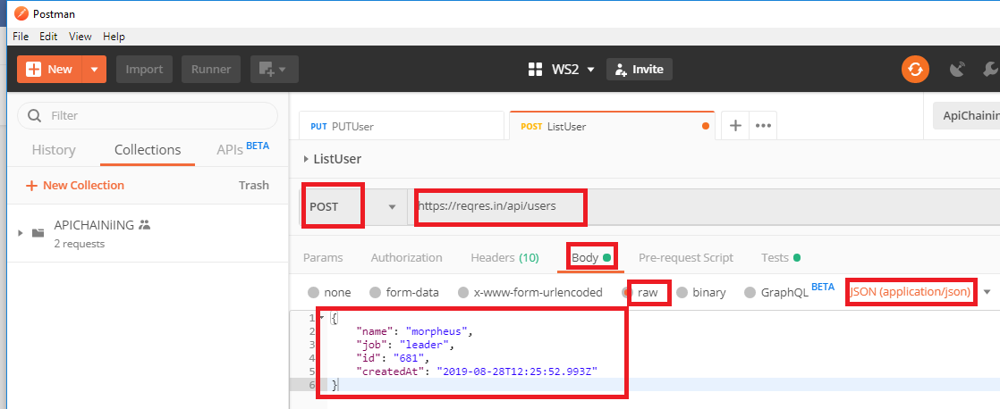 Postman
File Edit View Help
New Import Runner WS2 Invite
Filter
History Collections APIs BETA
+ New Collection Trash
APICHAINiING
2 requests
PUT PUTUser POST ListUser + ••• ApiChainin
ListUser
POST https://reqres.in/api/users
Params Authorization Headers (10) Body Pre-request Script Tests
none form-data x-www-form-urlencoded raw binary GraphQL BETA JSON (application/json)
1 {
2 "name": "morpheus",
3 "job": "leader",
4 "id": "681",
5 "createdAt": "2019-08-28T12:25:52.993Z"
6 }